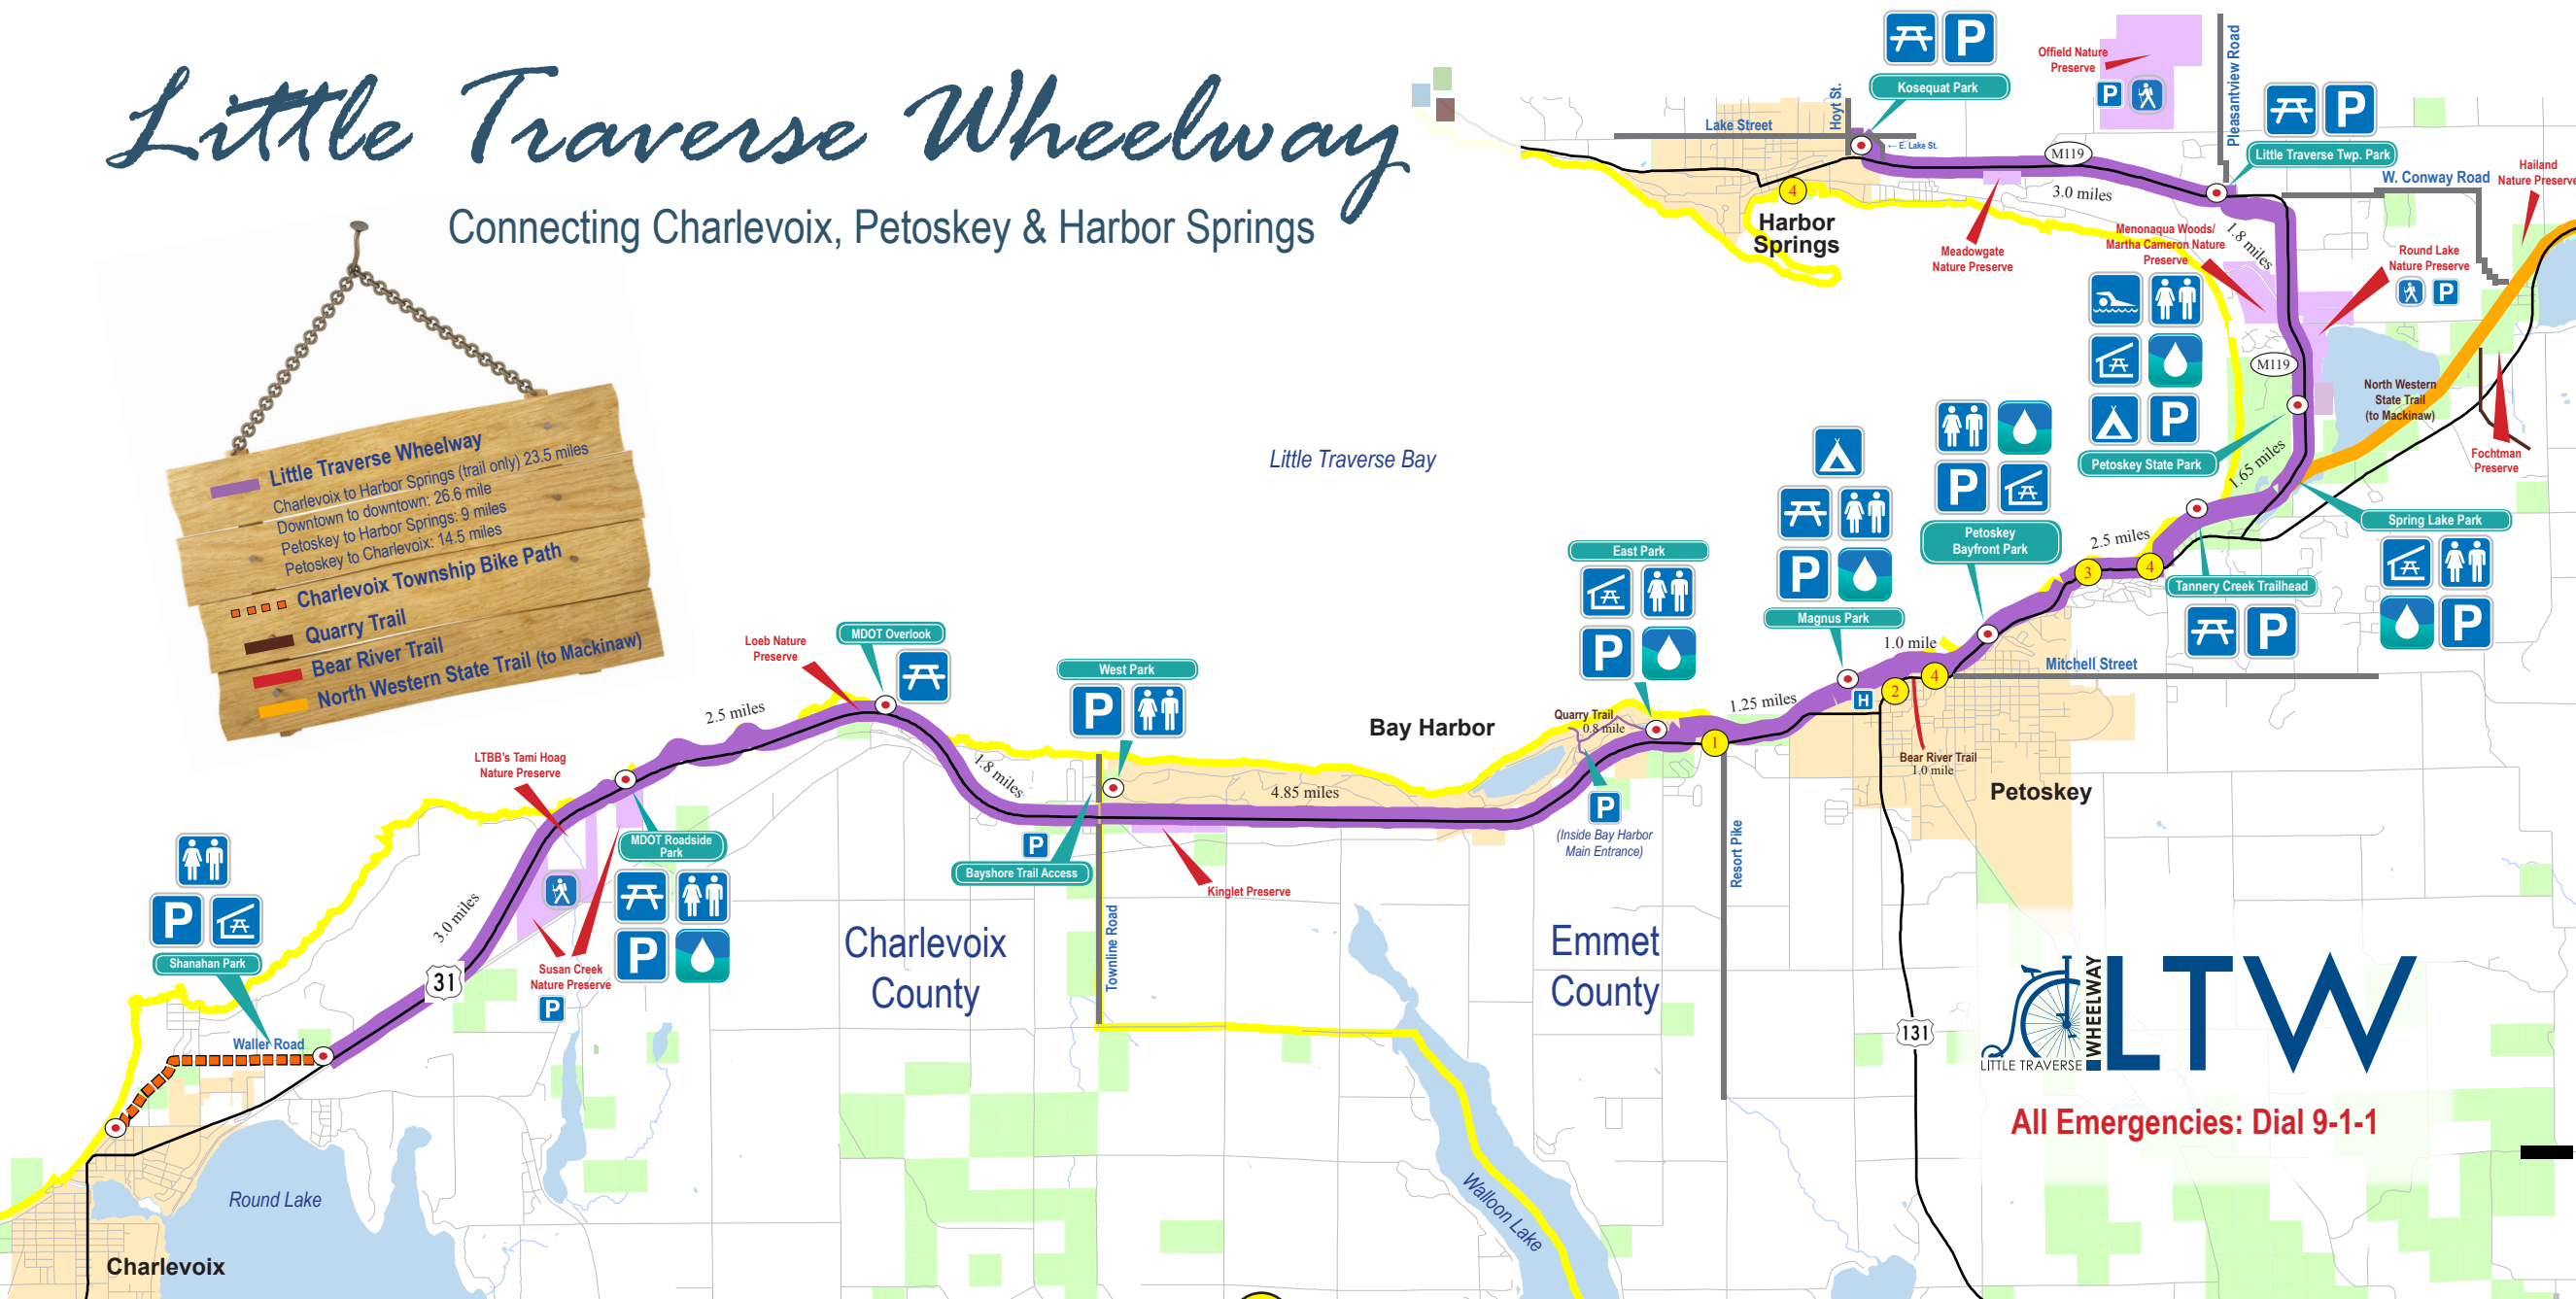 Little Traverse Wheelway
Connecting Charlevoix, Petoskey & Harbor Springs
Little Traverse Wheelway
Charlevoix to Harbor Springs (trail only) 23.5 miles
Downtown to downtown: 26.6 mile
Petoskey to Harbor Springs: 9 miles
Petoskey to Charlevoix: 14.5 miles
Charlevoix Township Bike Path
Quarry Trail
Bear River Trail
North Western State Trail (to Mackinaw)
P
Kosequat Park
Hoyt St.
Lake Street
← E. Lake St.
4
Harbor
Springs
Offield Nature
Preserve
P
Pleasantview Road
P
Little Traverse Twp. Park
M119
3.0 miles
Meadowgate
Nature Preserve
W. Conway Road
Hailand
Nature Preserve
Menonaqua Woods/
Martha Cameron Nature
Preserve
1.8 miles
Round Lake
Nature Preserve
P
M119
P
Petoskey State Park
1.65 miles
North Western
State Trail
(to Mackinaw)
Fochtman
Preserve
Spring Lake Park
P
Tannery Creek Trailhead
P
2.5 miles
3
4
P
Petoskey
Bayfront Park
Mitchell Street
1.0 mile
P
Magnus Park
H
2
4
Bear River Trail
1.0 mile
Petoskey
Little Traverse Bay
East Park
P
1.25 miles
1
Quarry Trail
0.8 mile
P
(Inside Bay Harbor
Main Entrance)
Bay Harbor
Resort Pike
West Park
P
4.85 miles
P
Bayshore Trail Access
Kinglet Preserve
Townline Road
1.8 miles
MDOT Overlook
Loeb Nature
Preserve
2.5 miles
LTBB's Tami Hoag
Nature Preserve
MDOT Roadside
Park
P
Susan Creek
Nature Preserve
P
3.0 miles
31
P
Shanahan Park
Waller Road
Round Lake
Charlevoix
Charlevoix
County
Emmet
County
Walloon Lake
131
LITTLE TRAVERSE
WHEELWAY
LTW
All Emergencies: Dial 9-1-1